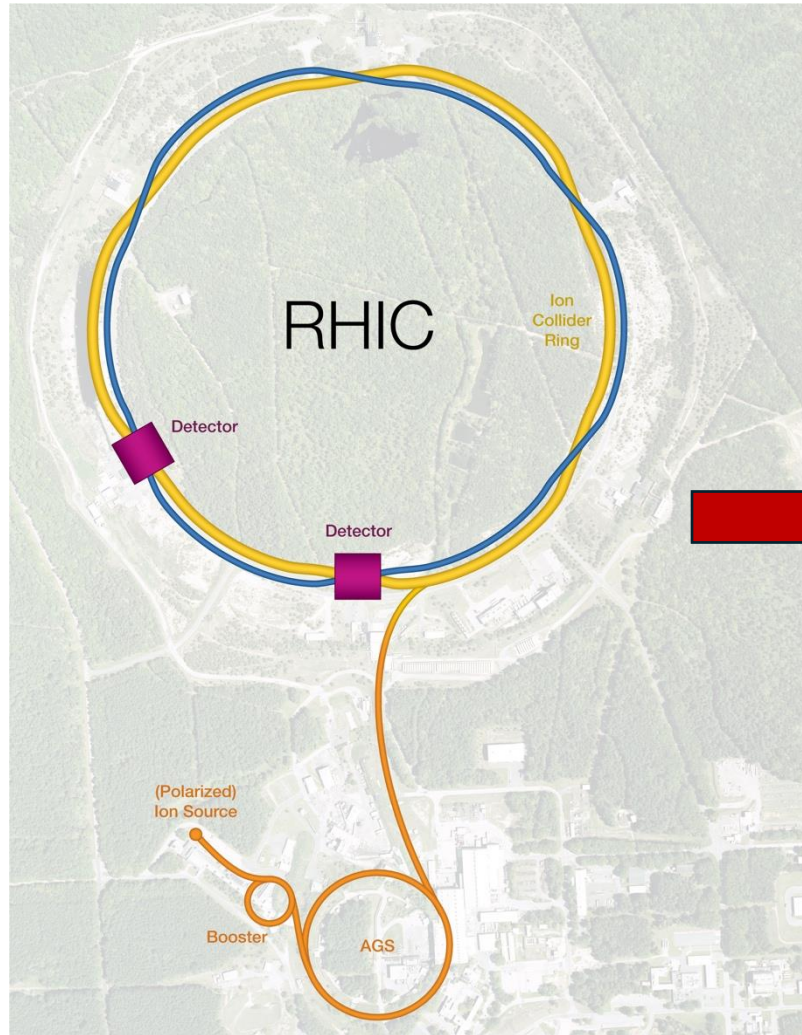 RHIC
Ion
Collider
Ring
Detector
Detector
(Polarized)
Ion Source
Booster
AGS